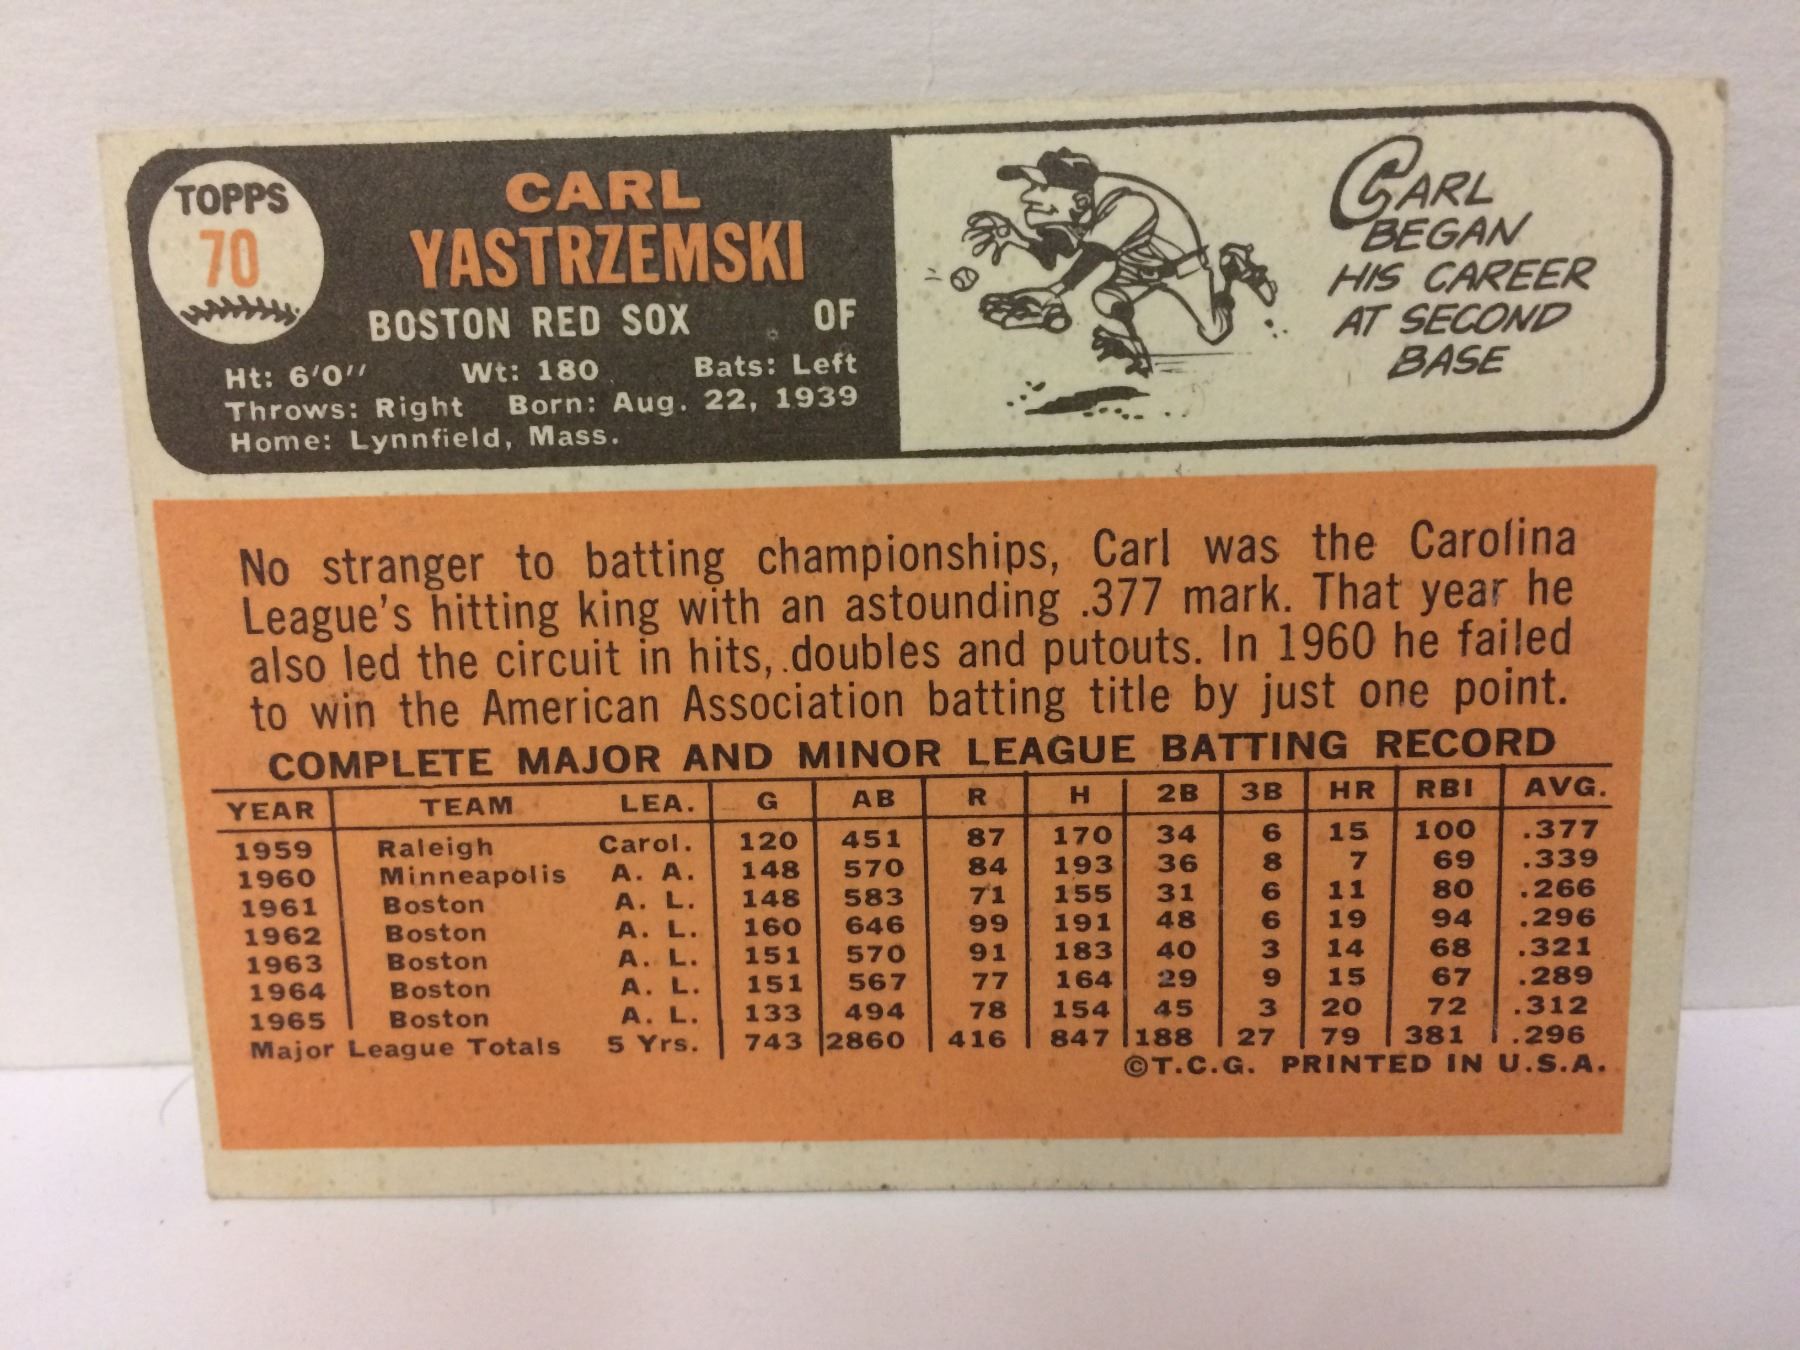 TOPPS
70
CARL
YASTRZEMSKI
BOSTON RED SOX OF
Ht: 6'0'' Wt: 180 Bats: Left
Throws: Right Born: Aug. 22, 1939
Home: Lynnfield, Mass.
CARL
BEGAN
HIS CAREER
AT SECOND
BASE
No stranger to batting championships, Carl was the Carolina
League's hitting king with an astounding .377 mark. That year he
also led the circuit in hits, doubles and putouts. In 1960 he failed
to win the American Association batting title by just one point.
COMPLETE MAJOR AND MINOR LEAGUE BATTING RECORD
YEAR TEAM LEA. G AB R H 2B 3B HR RBI AVG.
1959 Raleigh Carol. 120 451 87 170 34 6 15 100 .377
1960 Minneapolis A. A. 148 570 84 193 36 8 7 69 .339
1961 Boston A. L. 148 583 71 155 31 6 11 80 .266
1962 Boston A. L. 160 646 99 191 48 6 19 94 .296
1963 Boston A. L. 151 570 91 183 40 3 14 68 .321
1964 Boston A. L. 151 567 77 164 29 9 15 67 .289
1965 Boston A. L. 133 494 78 154 45 3 20 72 .312
Major League Totals 5 Yrs. 743 2860 416 847 188 27 79 381 .296
©T.C.G. PRINTED IN U.S.A.